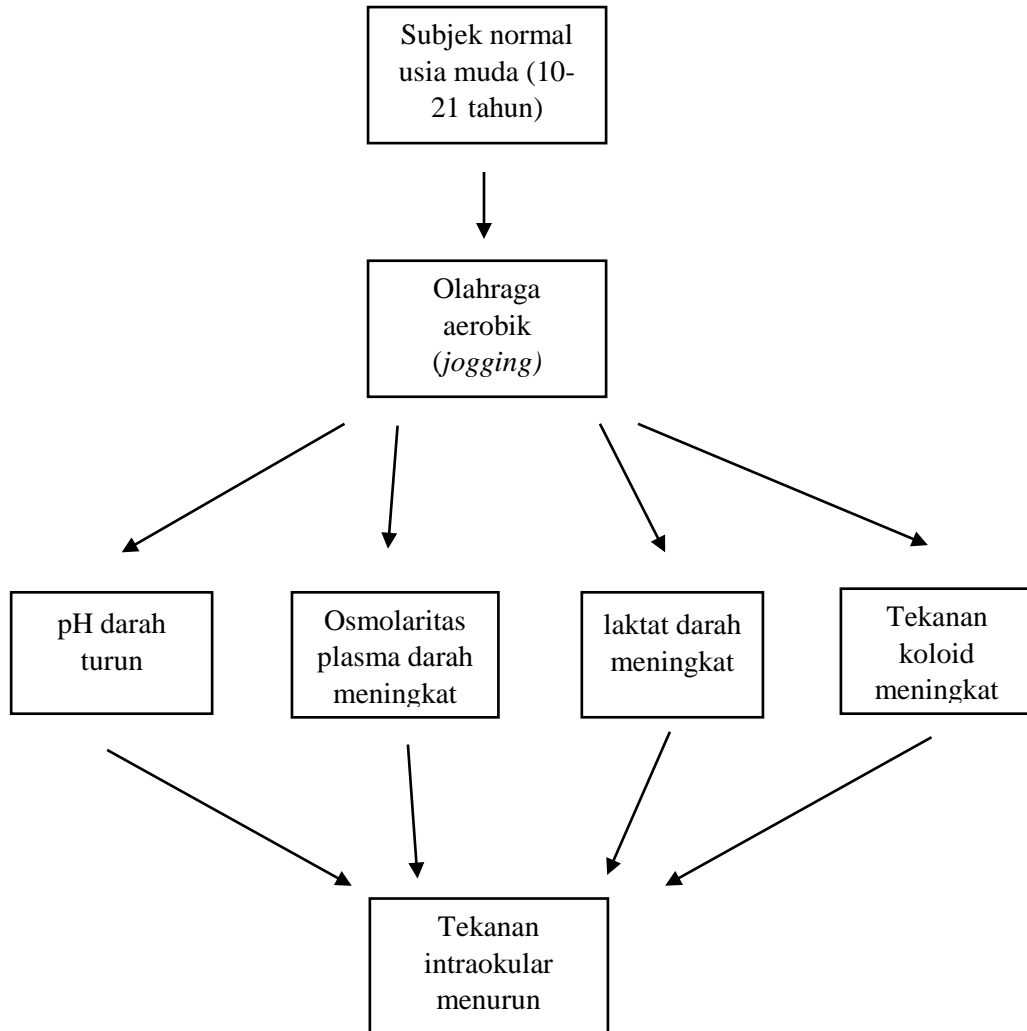 Subjek normal
usia muda (10-
21 tahun)
Olahraga
aerobik
(jogging)
pH darah
turun
Osmolaritas
plasma darah
meningkat
laktat darah
meningkat
Tekanan
koloid
meningkat
Tekanan
intraokular
menurun